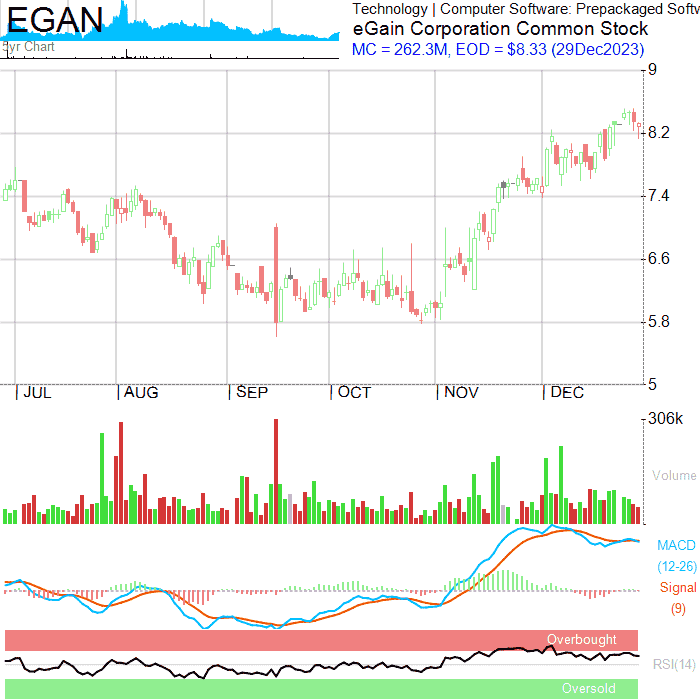 EGAN
5yr Chart
Technology | Computer Software: Prepackaged Softw
eGain Corporation Common Stock
MC = 262.3M, EOD = $8.33 (29Dec2023)
9
8.2
7.4
6.6
5.8
5
JUL
AUG
SEP
OCT
NOV
DEC
306k
Volume
MACD
(12-26)
Signal
(9)
Overbought
RSI(14)
Oversold